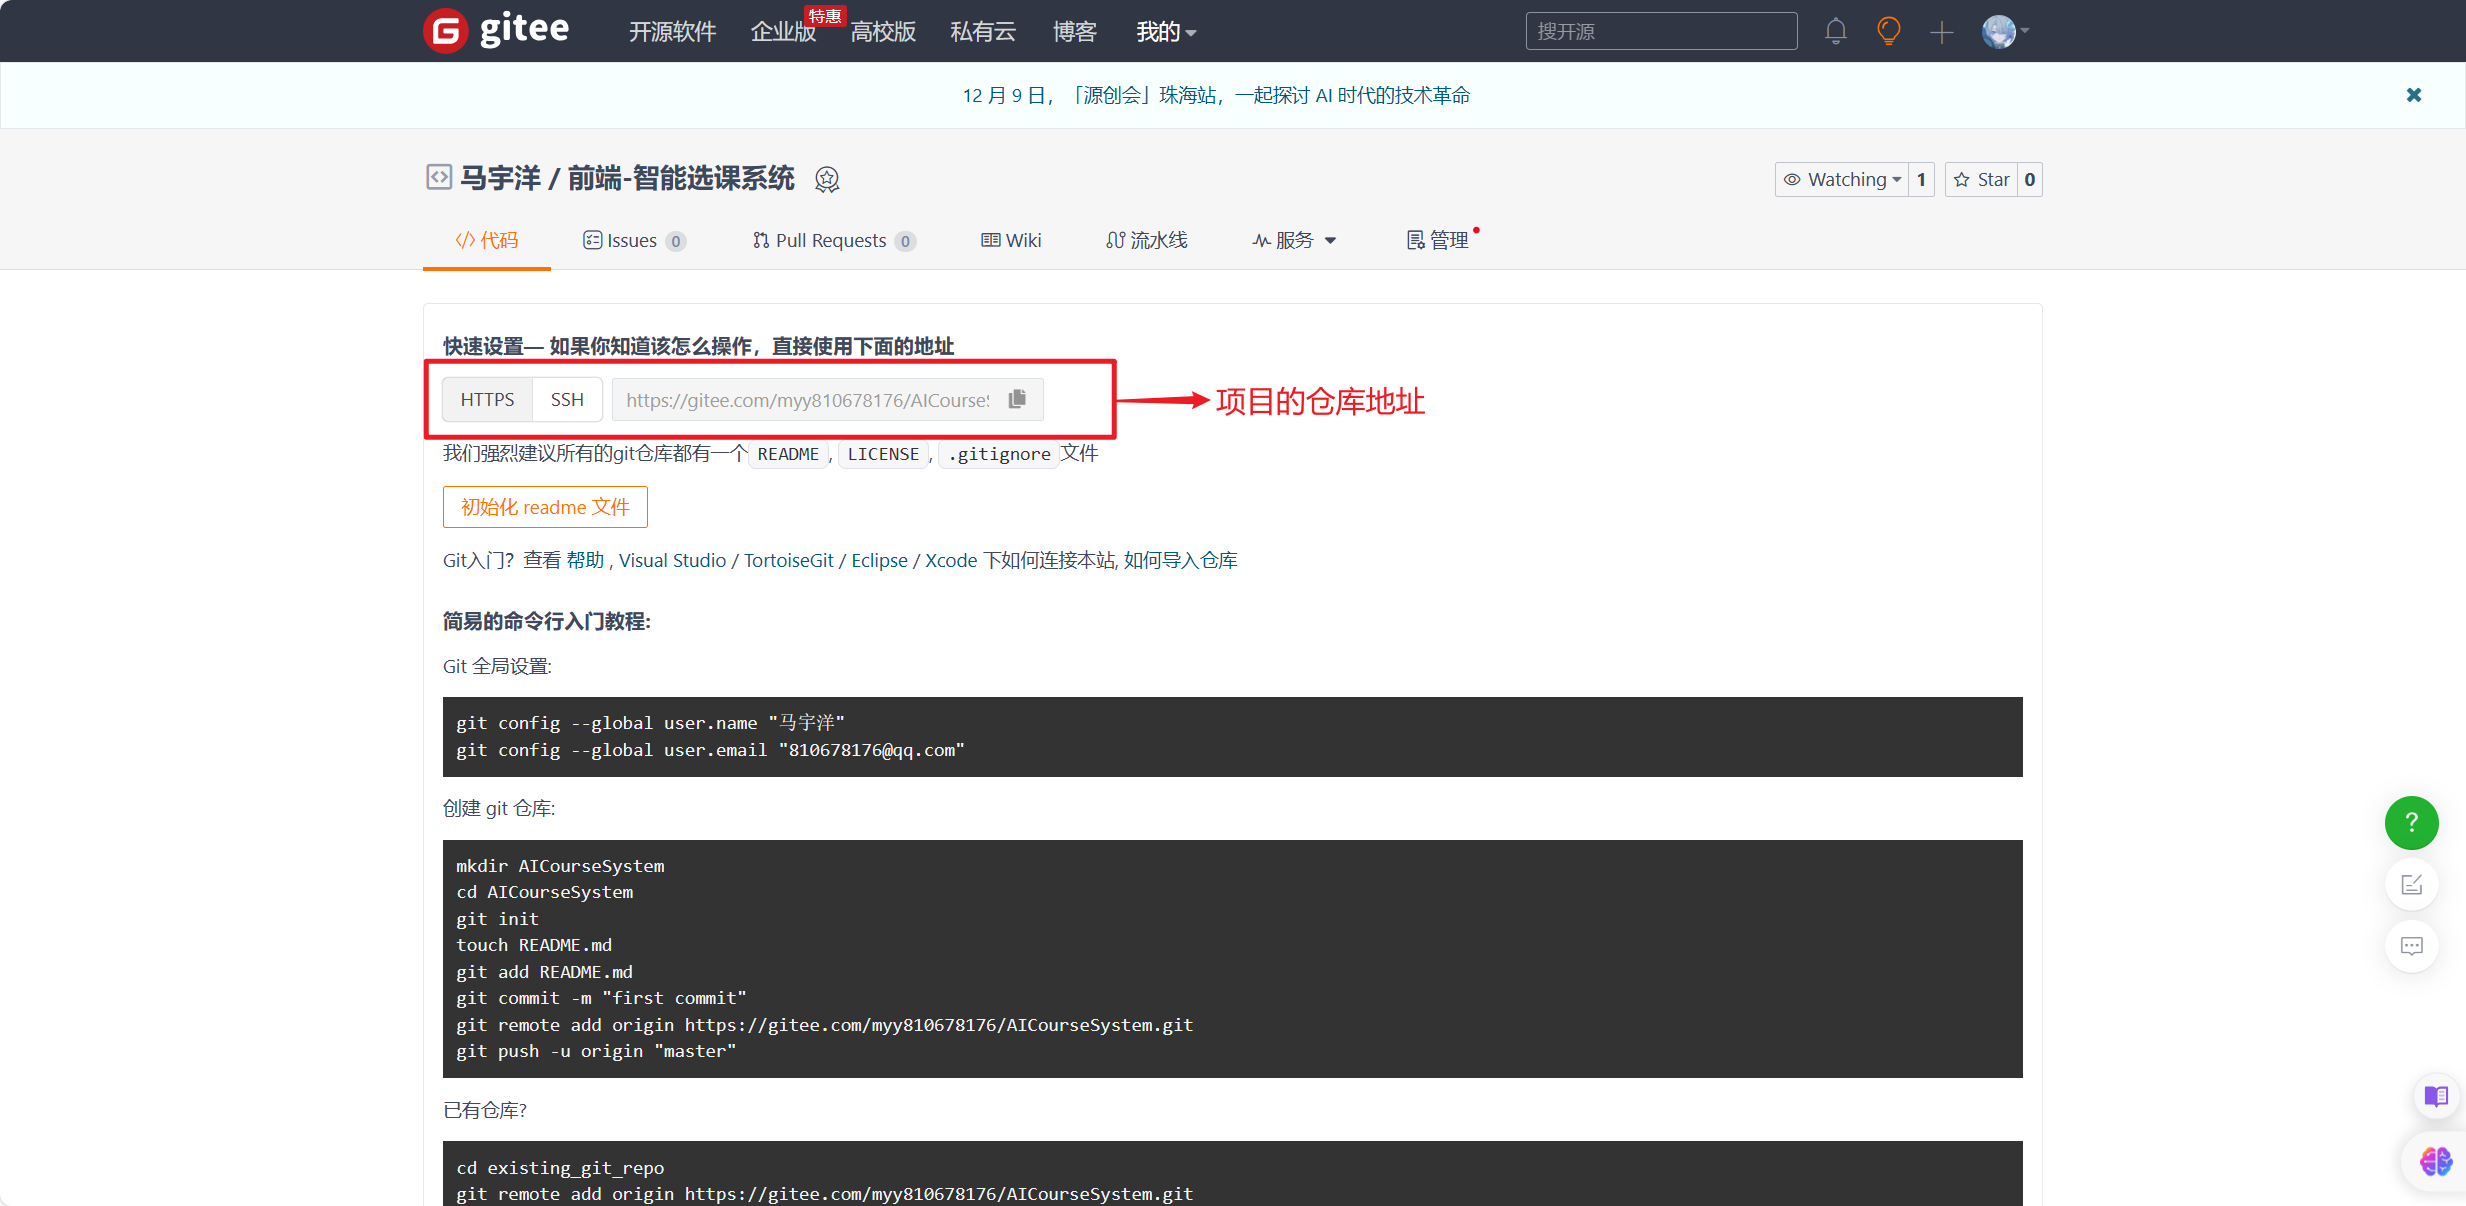 gitee 开源软件 企业版 特惠 高校版 私有云 博客 我的 搜开源
12 月 9 日，「源创会」珠海站，一起探讨 AI 时代的技术革命
马宇洋 / 前端-智能选课系统 Watching 1 Star 0
代码 Issues 0 Pull Requests 0 Wiki 流水线 服务 管理
快速设置— 如果你知道该怎么操作，直接使用下面的地址
HTTPS SSH https://gitee.com/myy810678176/AICourseS 项目的仓库地址
我们强烈建议所有的git仓库都有一个 README , LICENSE , .gitignore 文件
初始化 readme 文件
Git入门？查看 帮助 , Visual Studio / TortoiseGit / Eclipse / Xcode 下如何连接本站, 如何导入仓库
简易的命令行入门教程:
Git 全局设置:
git config --global user.name "马宇洋"
git config --global user.email "810678176@qq.com"
创建 git 仓库:
mkdir AICourseSystem
cd AICourseSystem
git init
touch README.md
git add README.md
git commit -m "first commit"
git remote add origin https://gitee.com/myy810678176/AICourseSystem.git
git push -u origin "master"
已有仓库?
cd existing_git_repo
git remote add origin https://gitee.com/myy810678176/AICourseSystem.git